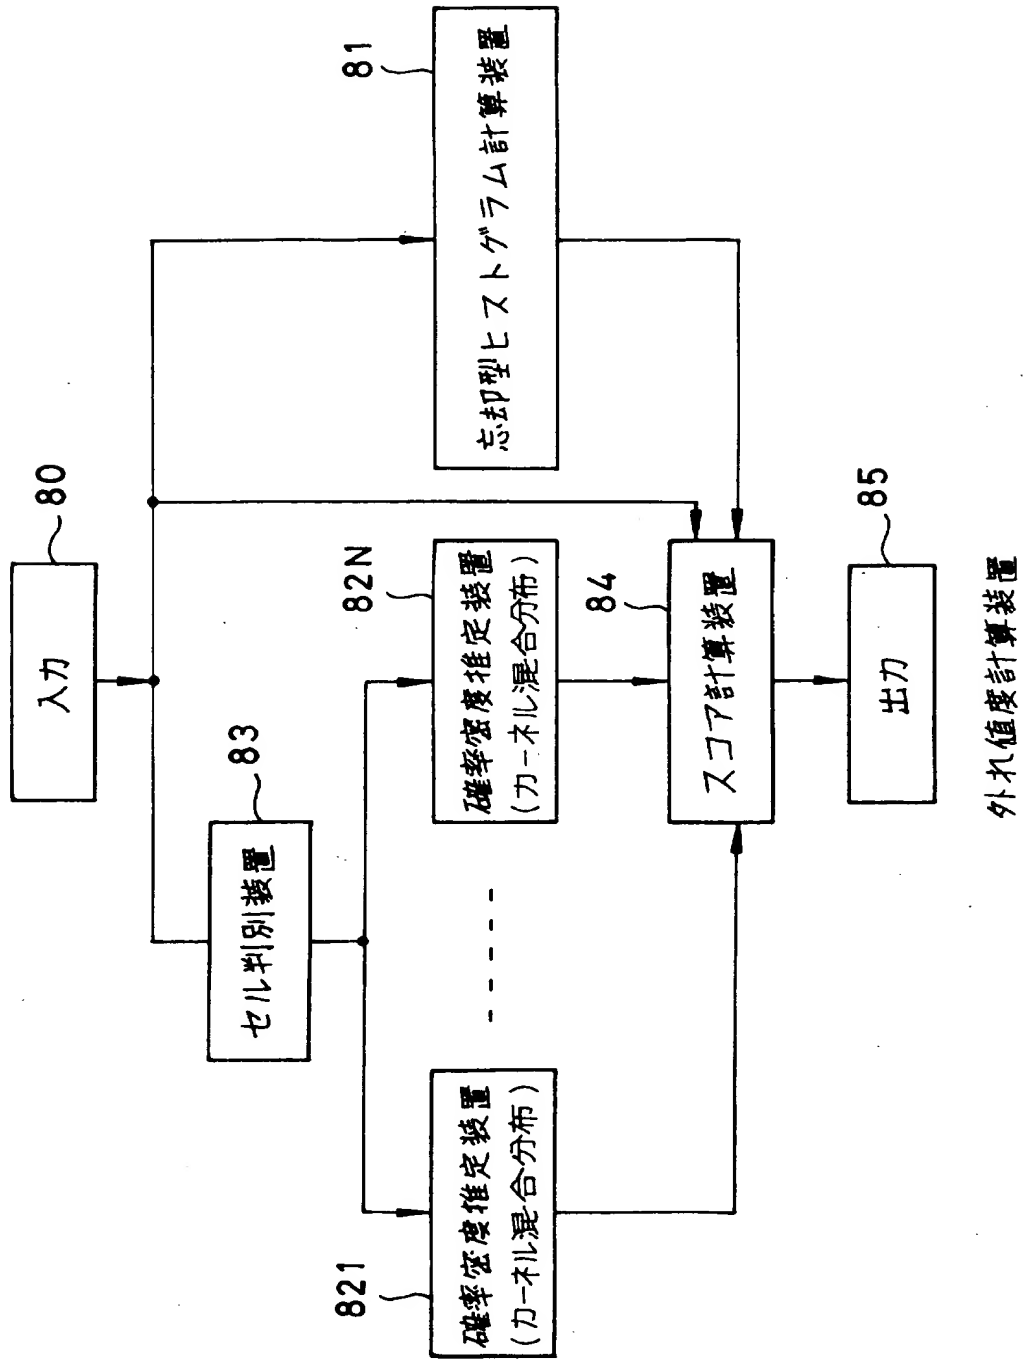 入力
80
セル判別装置
83
忘却型ヒストグラム計算装置
81
確率密度推定装置
(カーネル混合分布)
821
確率密度推定装置
(カーネル混合分布)
82N
スコア計算装置
84
出力
85
外れ値度計算装置